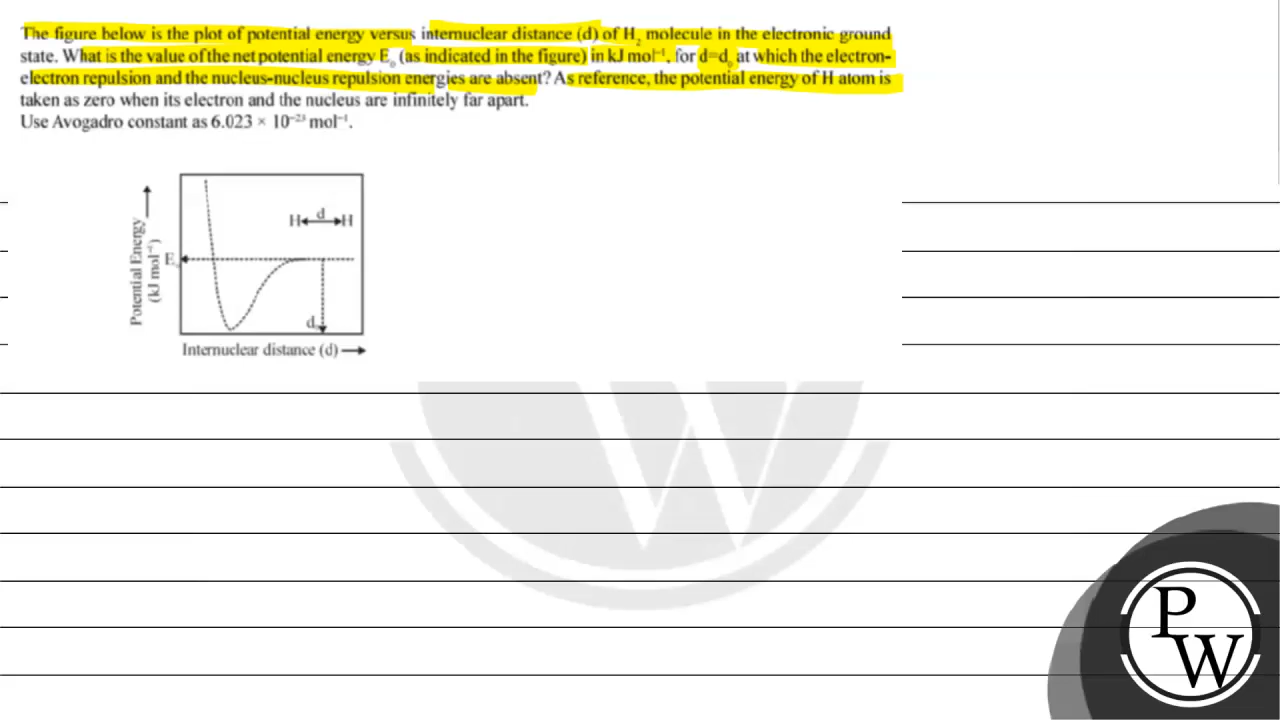 The figure below is the plot of potential energy versus internuclear distance (d) of H₂ molecule in the electronic ground
state. What is the value of the net potential energy E₀ (as indicated in the figure) in kJ mol⁻¹, for d=d₀ at which the electron-
electron repulsion and the nucleus-nucleus repulsion energies are absent? As reference, the potential energy of H atom is
taken as zero when its electron and the nucleus are infinitely far apart.
Use Avogadro constant as 6.023 × 10⁻²³ mol⁻¹.
H d H
Potential Energy
(kJ mol⁻¹)
E₀
d₀
Internuclear distance (d)
P
W
W